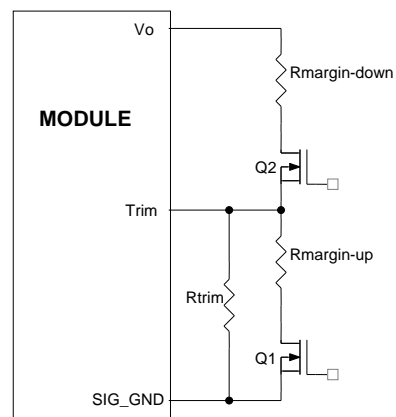 Vo
Rmargin-down
MODULE
Q2
Trim
Rmargin-up
Rtrim
Q1
SIG_GND